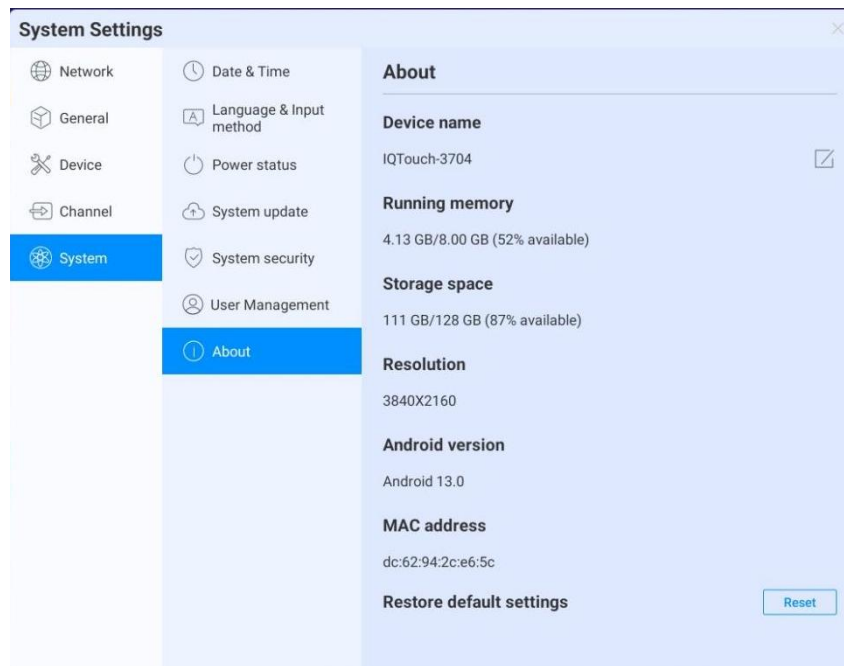 System Settings
Network
General
Device
Channel
System
Date & Time
Language & Input
method
Power status
System update
System security
User Management
About
About
Device name
IQTouch-3704
Running memory
4.13 GB/8.00 GB (52% available)
Storage space
111 GB/128 GB (87% available)
Resolution
3840X2160
Android version
Android 13.0
MAC address
dc:62:94:2c:e6:5c
Restore default settings
Reset